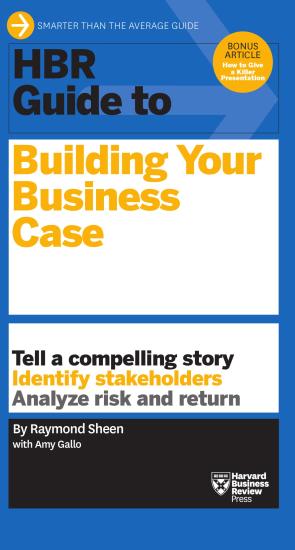 SMARTER THAN THE AVERAGE GUIDE
BONUS
ARTICLE
How to Give
a Killer
Presentation
HBR
Guide to
Building Your
Business
Case
Tell a compelling story
Identify stakeholders
Analyze risk and return
By Raymond Sheen
with Amy Gallo
Harvard
Business
Review
Press